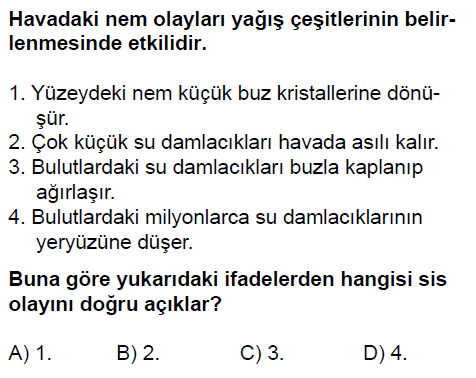 Havadaki nem olayları yağış çeşitlerinin belir-
lenmesinde etkilidir.
1. Yüzeydeki nem küçük buz kristallerine dönü-
şür.
2. Çok küçük su damlacıkları havada asılı kalır.
3. Bulutlardaki su damlacıkları buzla kaplanıp
ağırlaşır.
4. Bulutlardaki milyonlarca su damlacıklarının
yeryüzüne düşer.
Buna göre yukarıdaki ifadelerden hangisi sis
olayını doğru açıklar?
A) 1. B) 2. C) 3. D) 4.